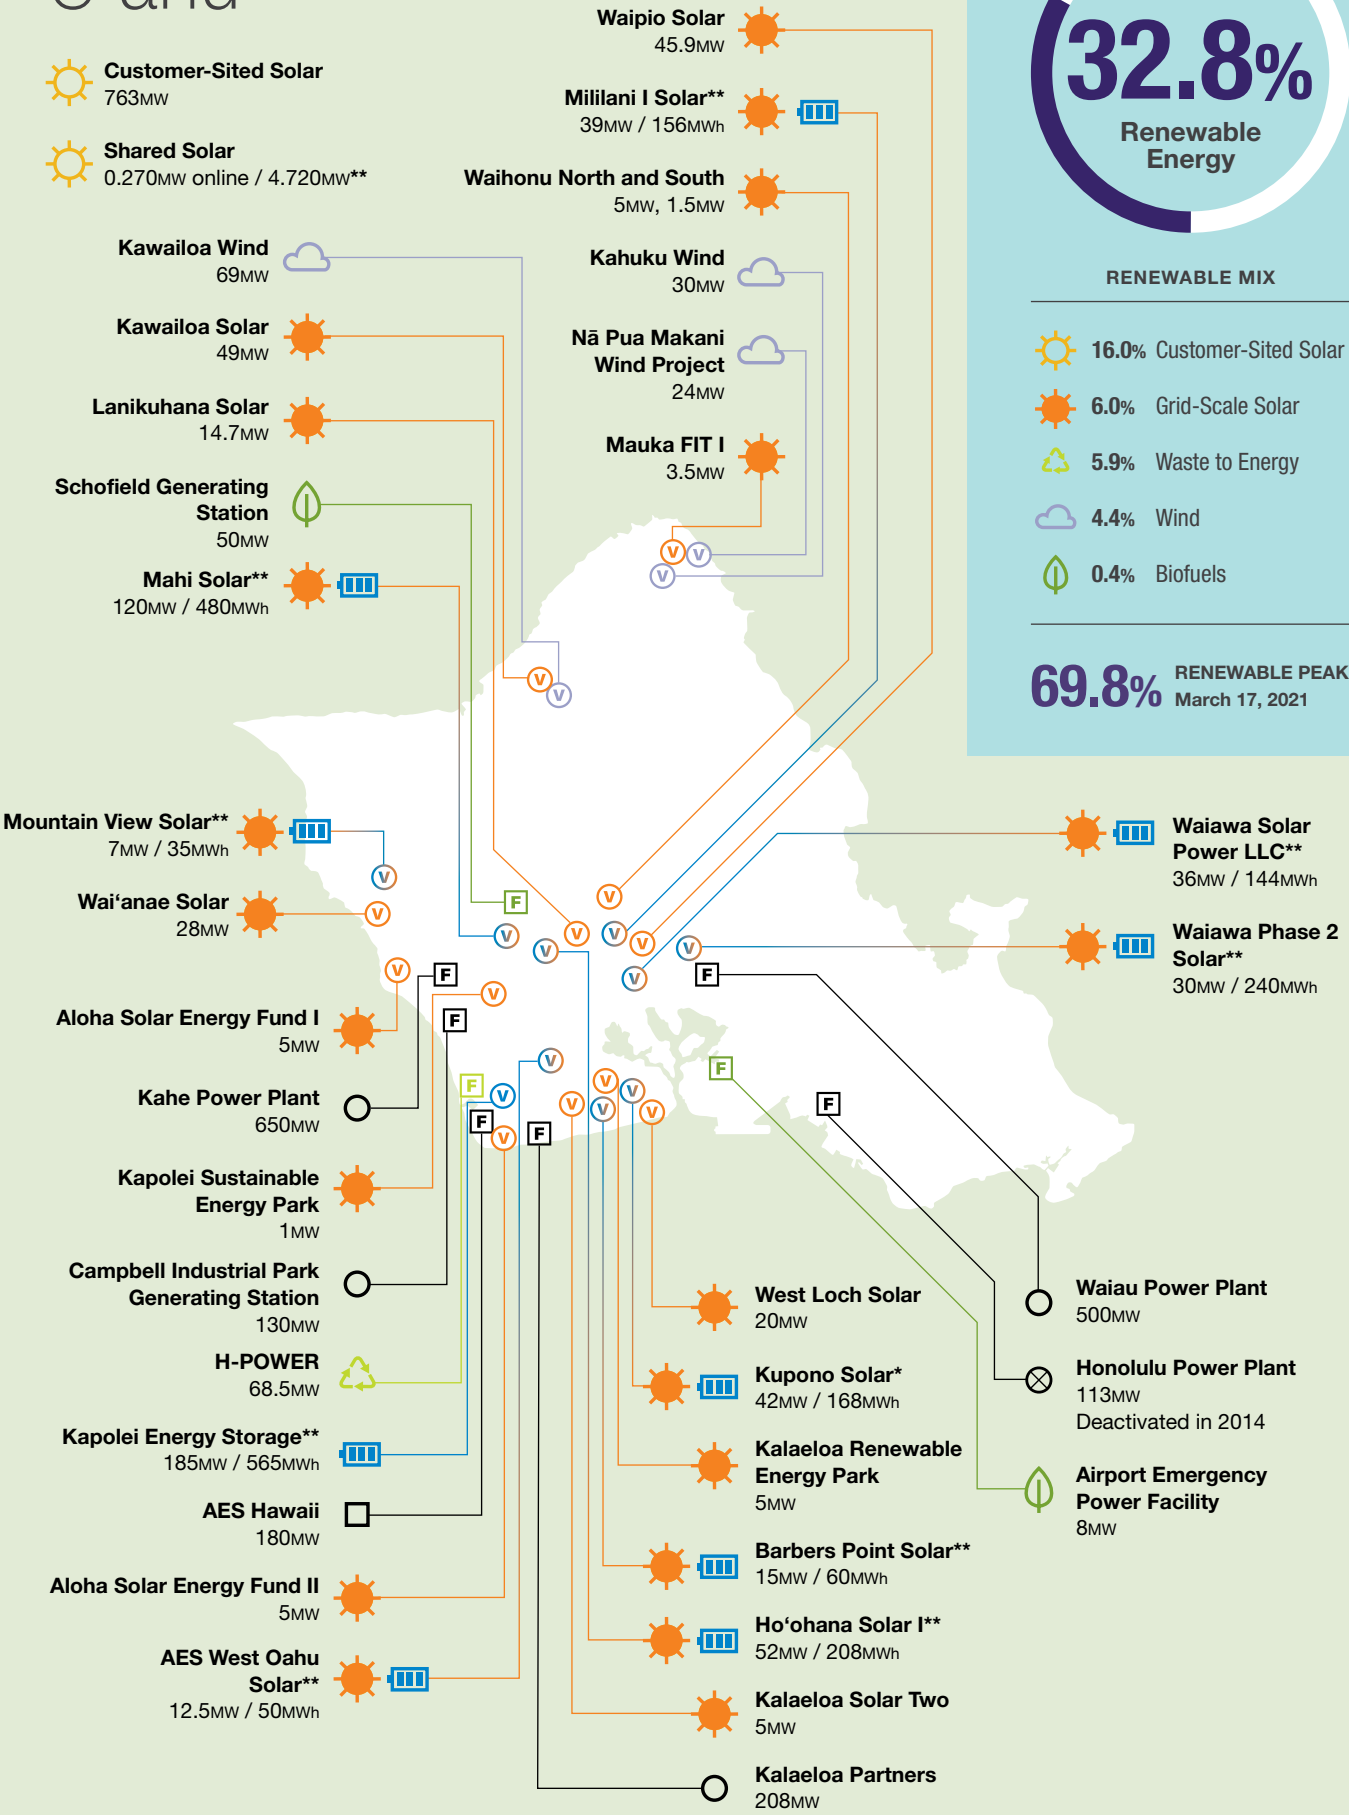 Customer-Sited Solar
763MW
Shared Solar
0.270MW online / 4.720MW**
Kawailoa Wind
69MW
Kawailoa Solar
49MW
Lanikuhana Solar
14.7MW
Schofield Generating
Station
50MW
Mahi Solar**
120MW / 480MWh
Waipio Solar
45.9MW
Mililani I Solar**
39MW / 156MWh
Waihonu North and South
5MW, 1.5MW
Kahuku Wind
30MW
Nā Pua Makani
Wind Project
24MW
Mauka FIT I
3.5MW
32.8%
Renewable
Energy
RENEWABLE MIX
16.0% Customer-Sited Solar
6.0% Grid-Scale Solar
5.9% Waste to Energy
4.4% Wind
0.4% Biofuels
69.8% RENEWABLE PEAK
March 17, 2021
V
V
V
V
V
Mountain View Solar**
7MW / 35MWh
Wai‘anae Solar
28MW
Aloha Solar Energy Fund I
5MW
Kahe Power Plant
650MW
Kapolei Sustainable
Energy Park
1MW
Campbell Industrial Park
Generating Station
130MW
H-POWER
68.5MW
Kapolei Energy Storage**
185MW / 565MWh
AES Hawaii
180MW
Aloha Solar Energy Fund II
5MW
AES West Oahu
Solar**
12.5MW / 50MWh
V
V
F
V
V
V
V
V
V
V
V
V
F
V
F
V
F
V
F
F
V
F
V
F
V
V
V
V
V
V
F
F
Waiawa Solar
Power LLC**
36MW / 144MWh
Waiawa Phase 2
Solar**
30MW / 240MWh
West Loch Solar
20MW
Kupono Solar*
42MW / 168MWh
Kalaeloa Renewable
Energy Park
5MW
Barbers Point Solar**
15MW / 60MWh
Ho‘ohana Solar I**
52MW / 208MWh
Kalaeloa Solar Two
5MW
Kalaeloa Partners
208MW
Waiau Power Plant
500MW
Honolulu Power Plant
113MW
Deactivated in 2014
Airport Emergency
Power Facility
8MW